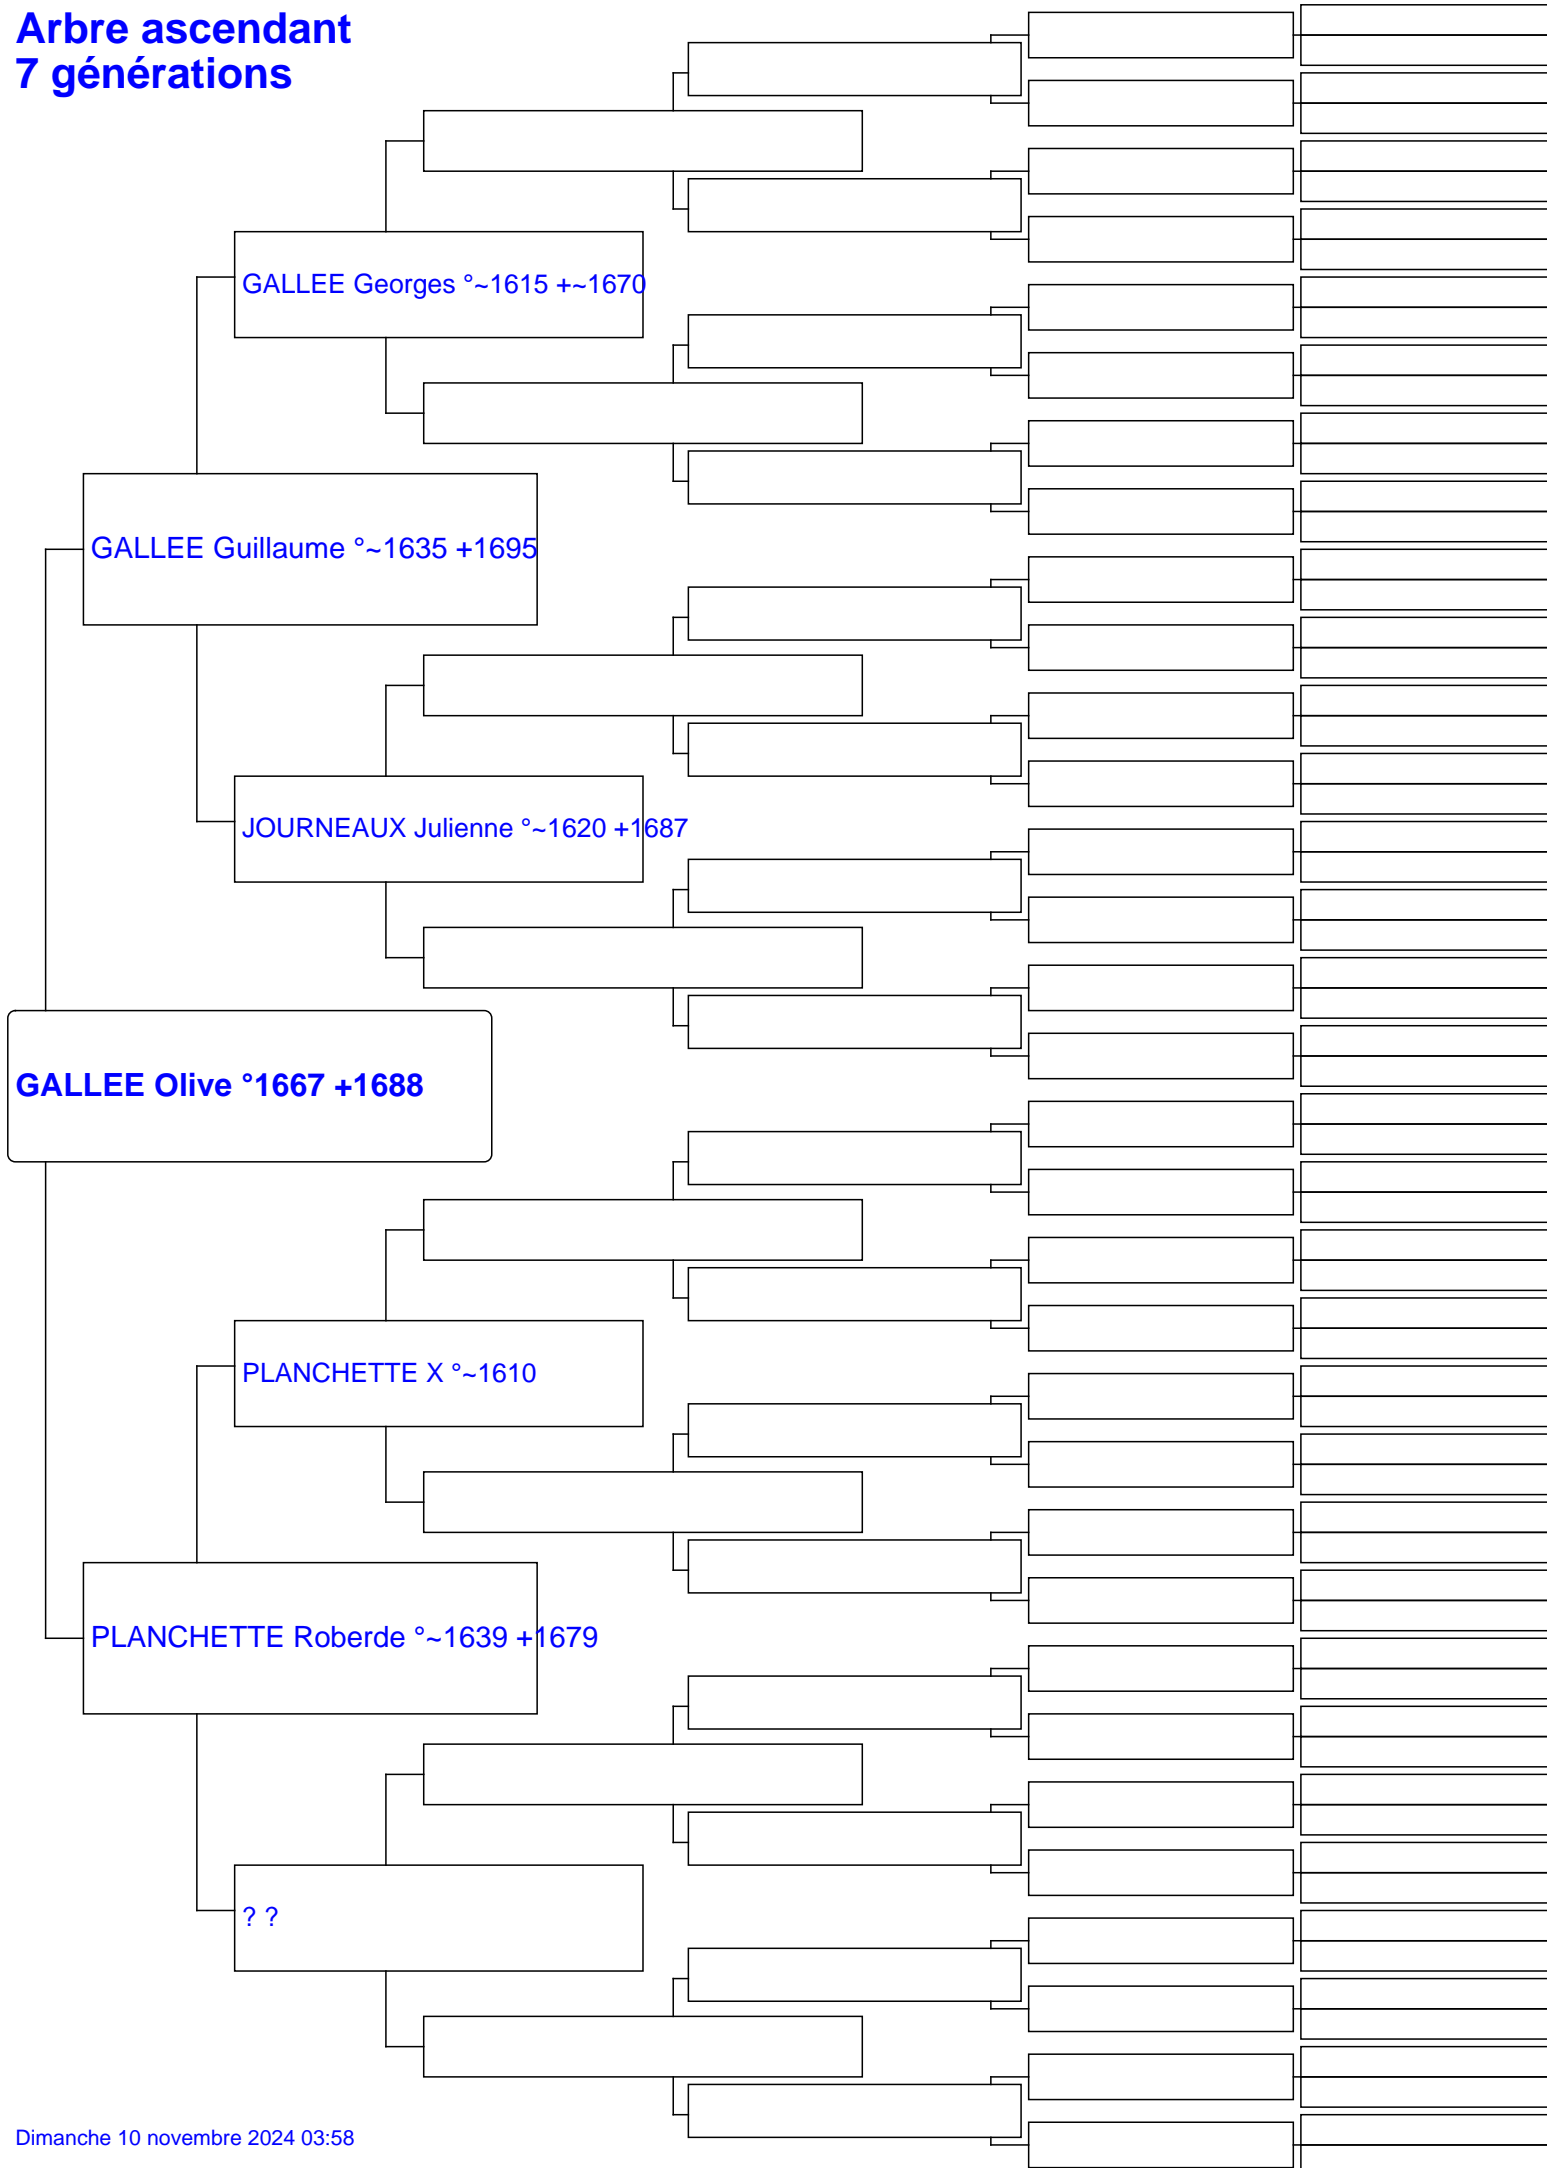 Arbre ascendant
7 générations
GALLEE Georges °~1615 +~1670
GALLEE Guillaume °~1635 +1695
JOURNEAUX Julienne °~1620 +1687
GALLEE Olive °1667 +1688
PLANCHETTE X °~1610
PLANCHETTE Roberde °~1639 +1679
? ?
Dimanche 10 novembre 2024 03:58